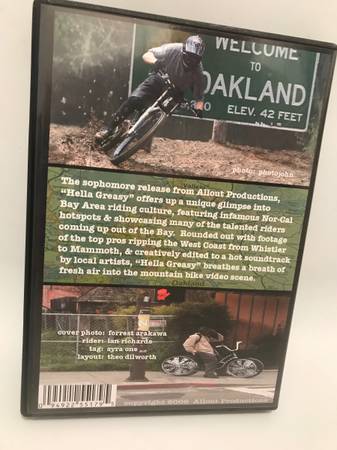 WELCOME
TO
OAKLAND
ELEV. 42 FEET
photo: photojohn
The sophomore release from Allout Productions,
"Hella Greasy" offers up a unique glimpse into
Bay Area riding culture, featuring infamous Nor-Cal
hotspots & showcasing many of the talented riders
coming up out of the Bay. Rounded out with footage
of the top pros ripping the West Coast from Whistler
to Mammoth, & creatively edited to a hot soundtrack
by local artists, "Hella Greasy" breathes a breath of
fresh air into the mountain bike video scene.
Oakland
cover photo: forrest arakawa
rider: ian richards
tag: syra one
layout: theo dilworth
0 94922 55179
copyright 2006 Allout Productions